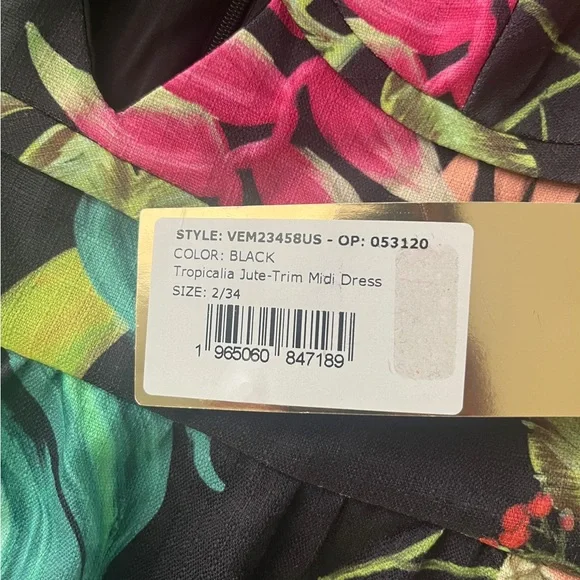 STYLE: VEM23458US - OP: 053120
COLOR: BLACK
Tropicalia Jute-Trim Midi Dress
SIZE: 2/34
1 965060 847189